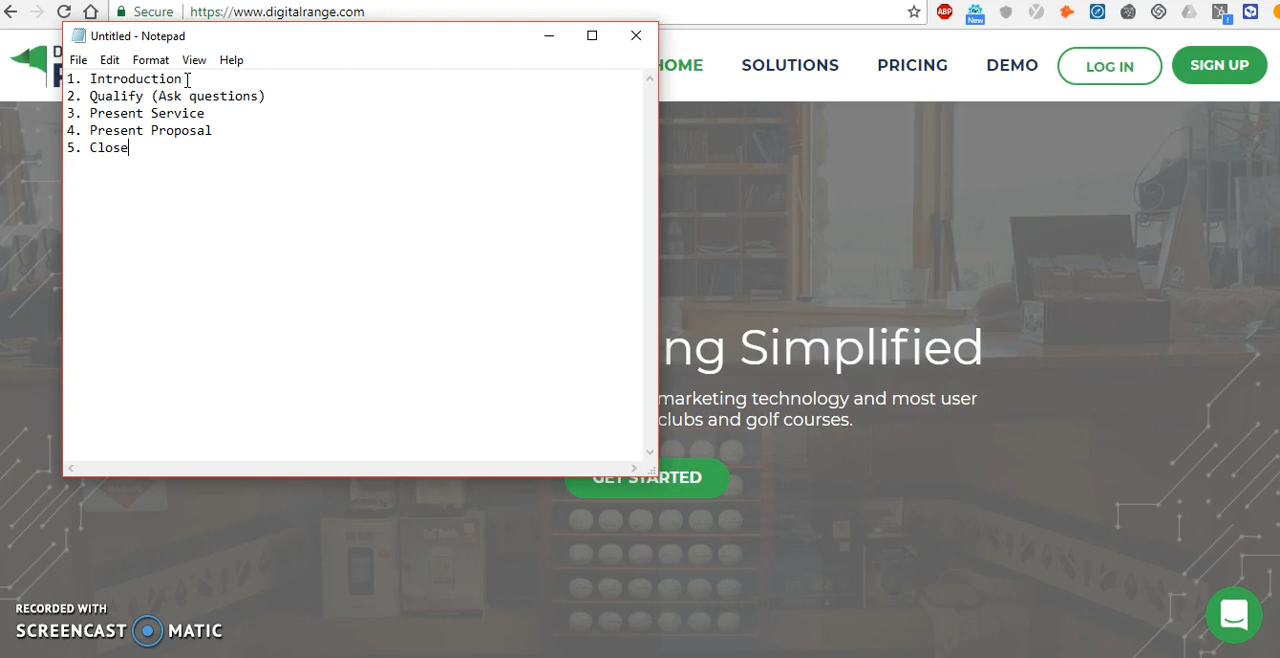 Secure https://www.digitalrange.com
ABP
New
Untitled - Notepad
File Edit Format View Help
1. Introduction
2. Qualify (Ask questions)
3. Present Service
4. Present Proposal
5. Close
D
HOME SOLUTIONS PRICING DEMO LOG IN SIGN UP
ng Simplified
marketing technology and most user
clubs and golf courses.
GET STARTED
RECORDED WITH
SCREENCAST MATIC